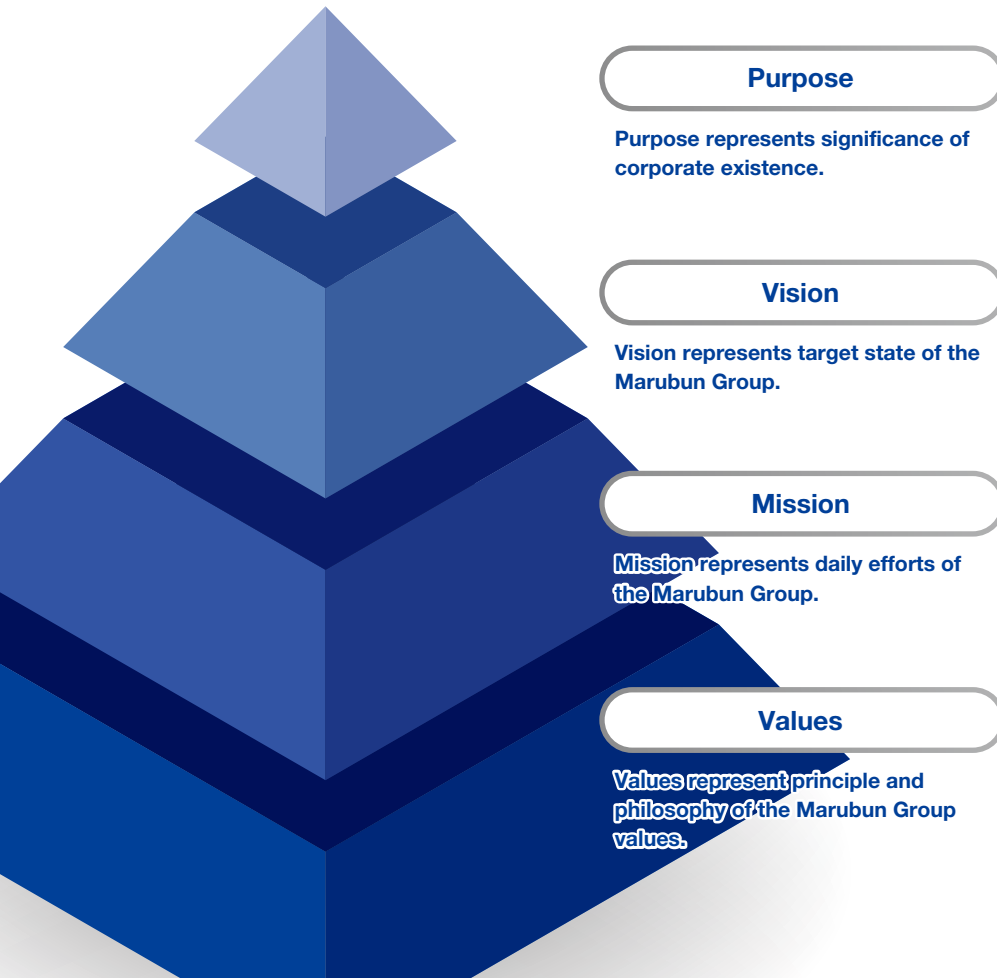 Purpose
Purpose represents significance of
corporate existence.
Vision
Vision represents target state of the
Marubun Group.
Mission
Mission represents daily efforts of
the Marubun Group.
Values
Values represent principle and
philosophy of the Marubun Group
values.